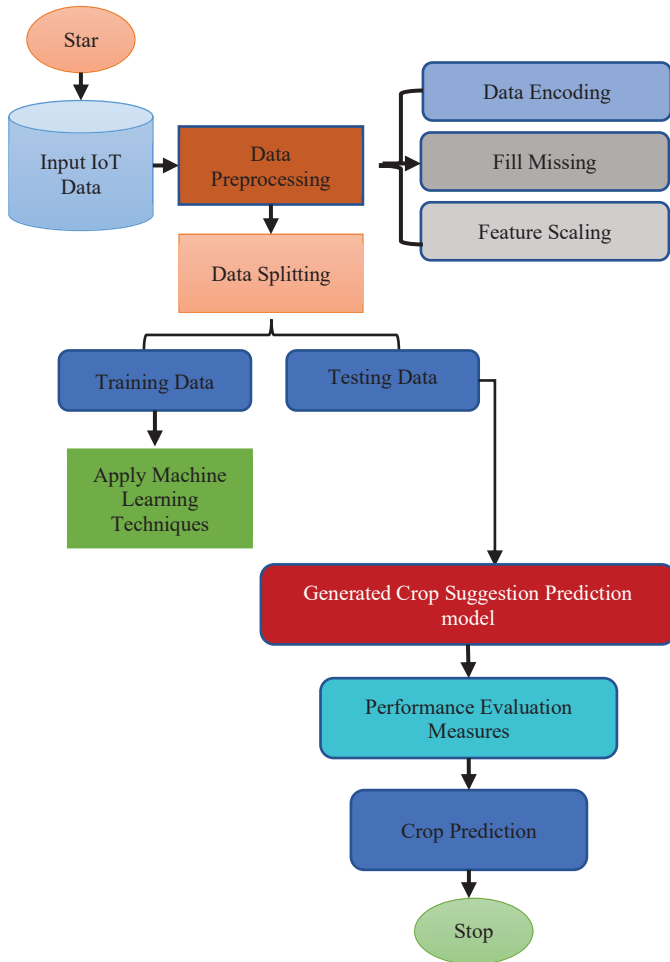 Star
Input IoT
Data
Data
Preprocessing
Data Encoding
Fill Missing
Feature Scaling
Data Splitting
Training Data
Testing Data
Apply Machine
Learning
Techniques
Generated Crop Suggestion Prediction
model
Performance Evaluation
Measures
Crop Prediction
Stop